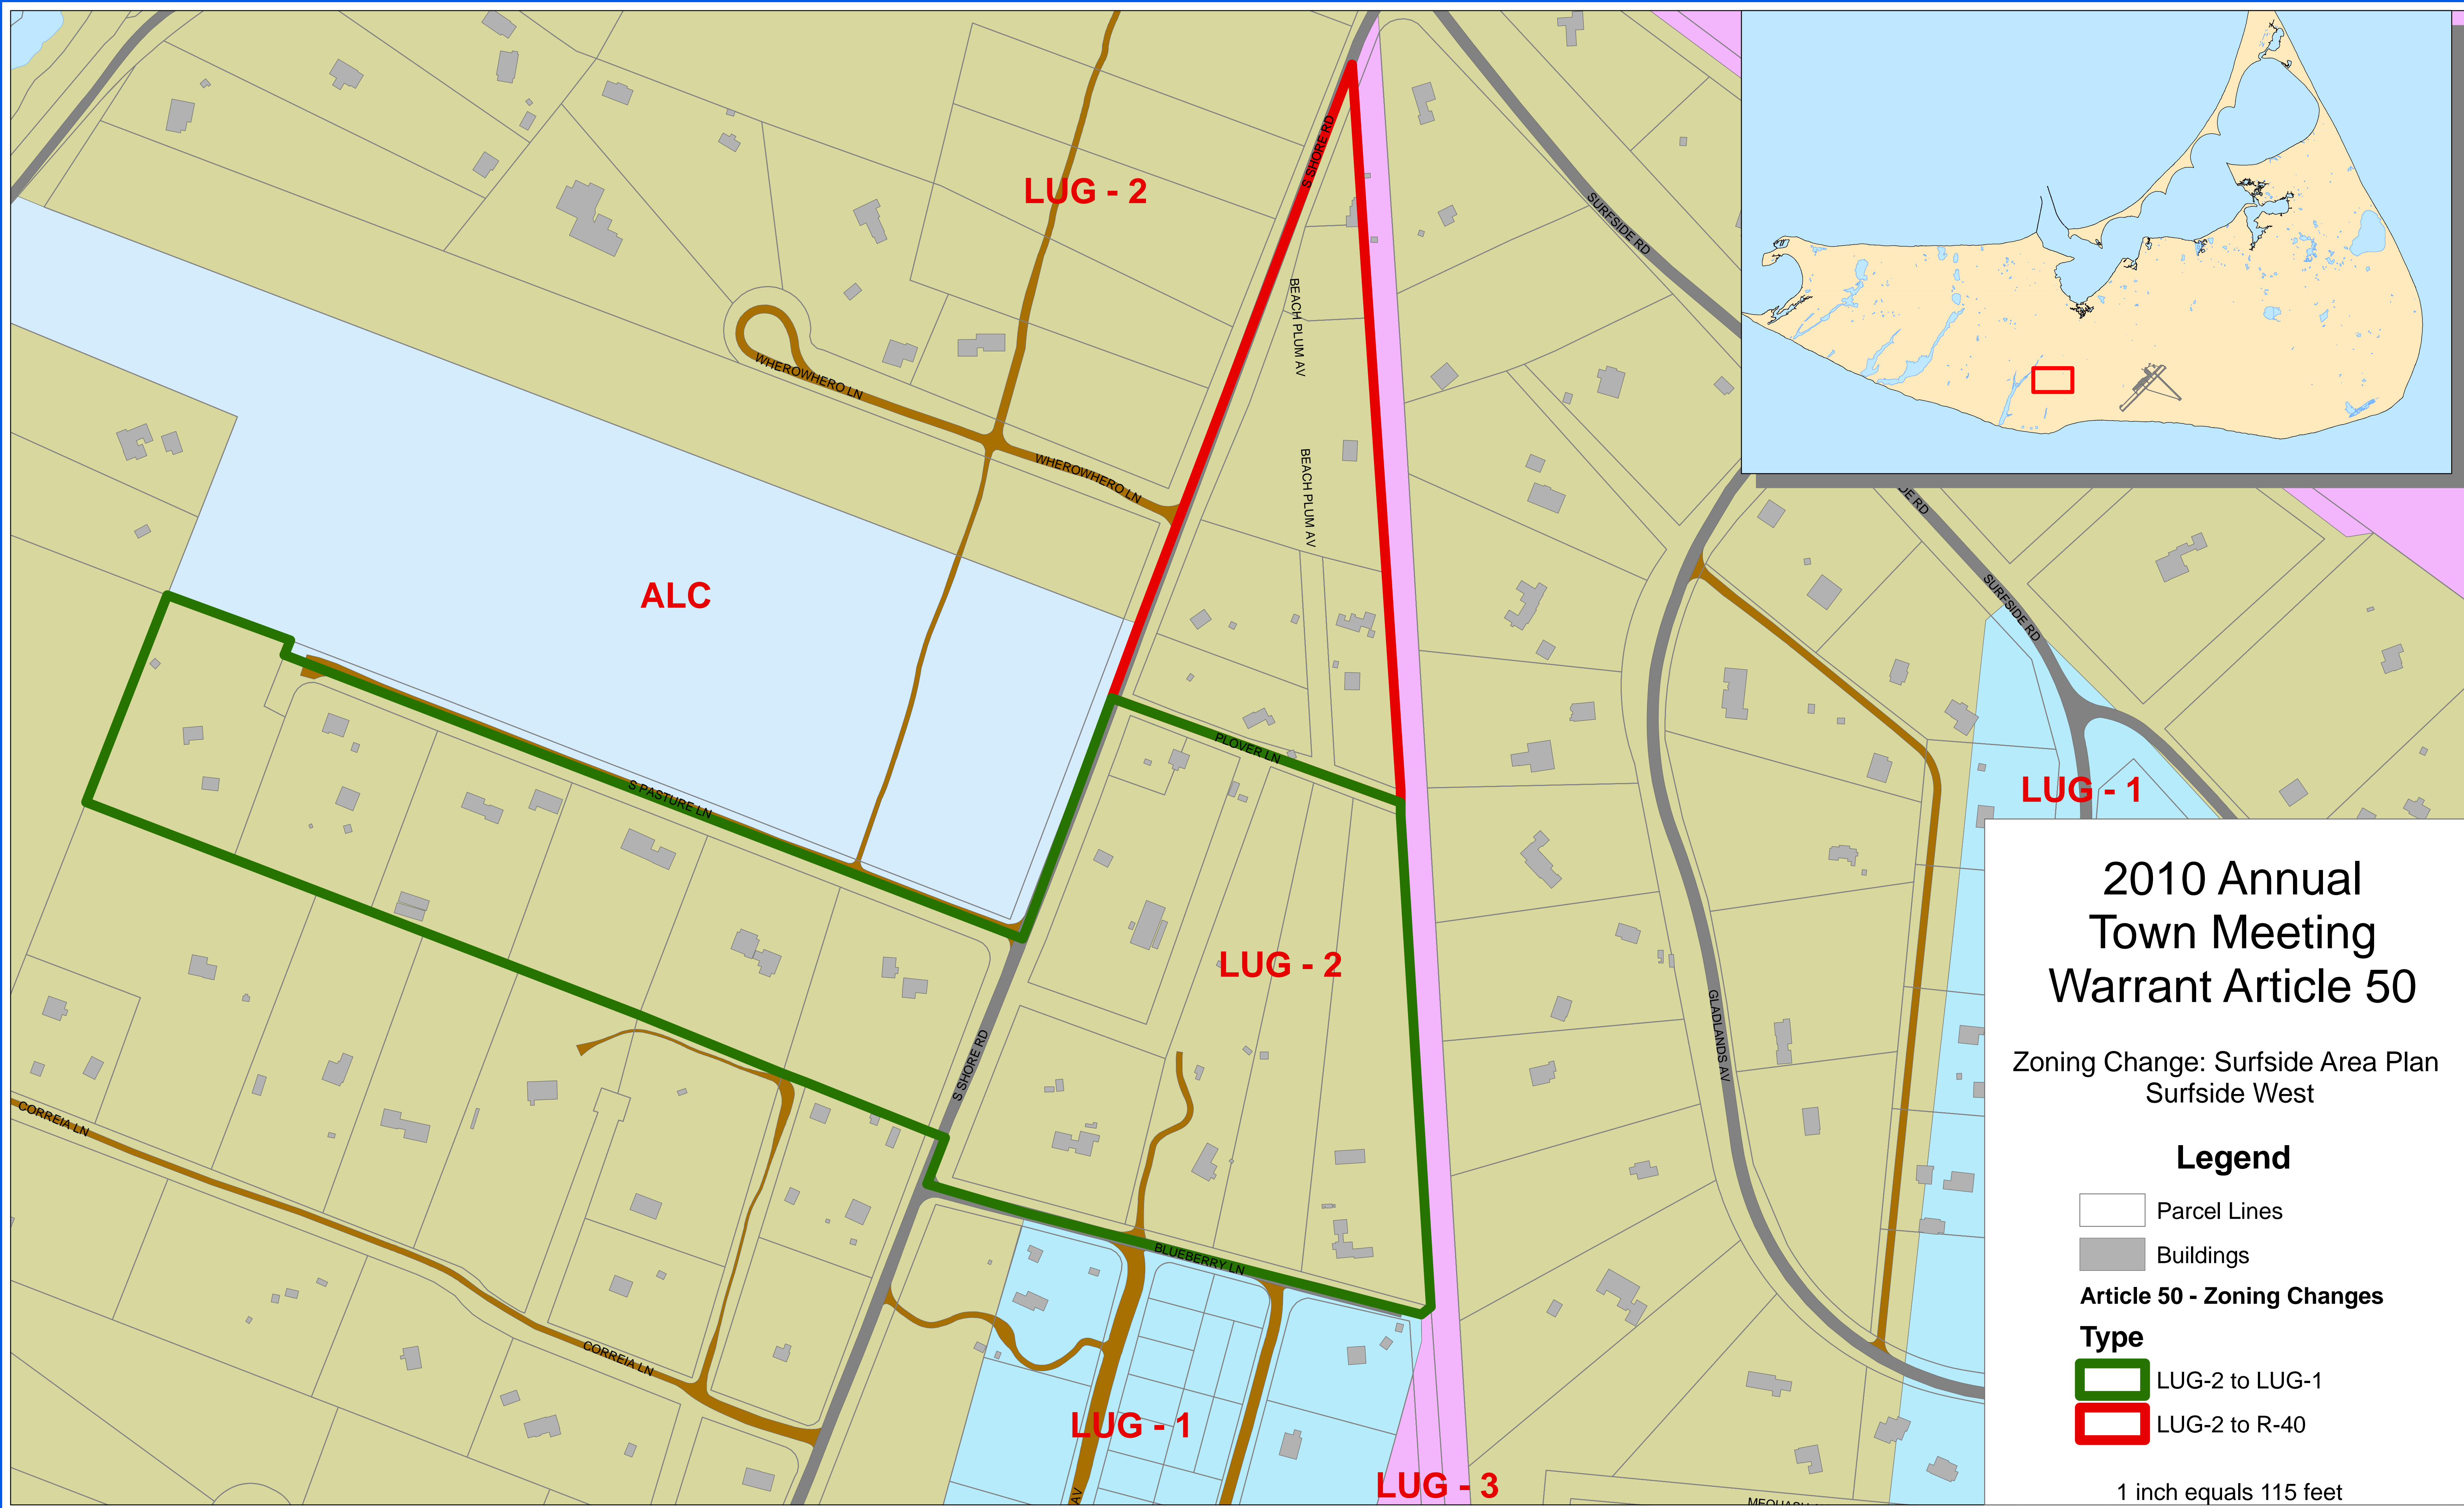 LUG - 2
S SHORE RD
SURFSIDE RD
BEACH PLUM AV
WHEROWHERO LN
WHEROWHERO LN
BEACH PLUM AV
DE RD
ALC
SURFSIDE RD
PLOVER LN
S PASTURE LN
LUG - 1
LUG - 2
GLADLANDS AV
S SHORE RD
CORREIA LN
BLUEBERRY LN
CORREIA LN
LUG - 1
LUG - 3
AV
2010 Annual
Town Meeting
Warrant Article 50
Zoning Change: Surfside Area Plan
Surfside West
Legend
Parcel Lines
Buildings
Article 50 - Zoning Changes
Type
LUG-2 to LUG-1
LUG-2 to R-40
1 inch equals 115 feet